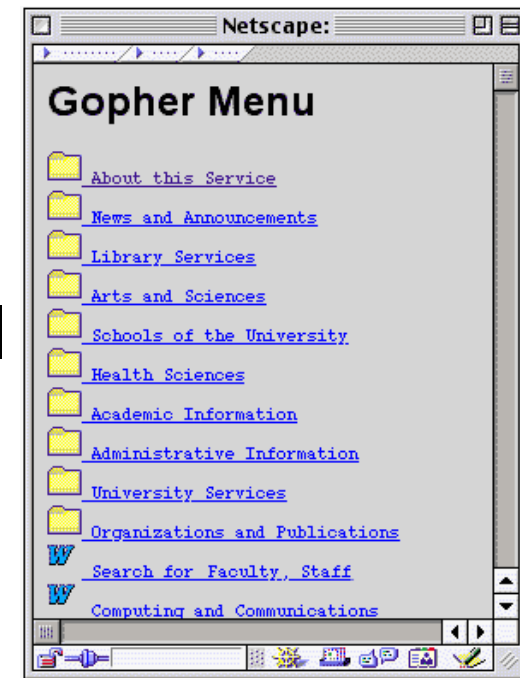 Netscape:
Gopher Menu
About this Service
News and Announcements
Library Services
Arts and Sciences
Schools of the University
Health Sciences
Academic Information
Administrative Information
University Services
Organizations and Publications
W Search for Faculty, Staff
W Computing and Communications